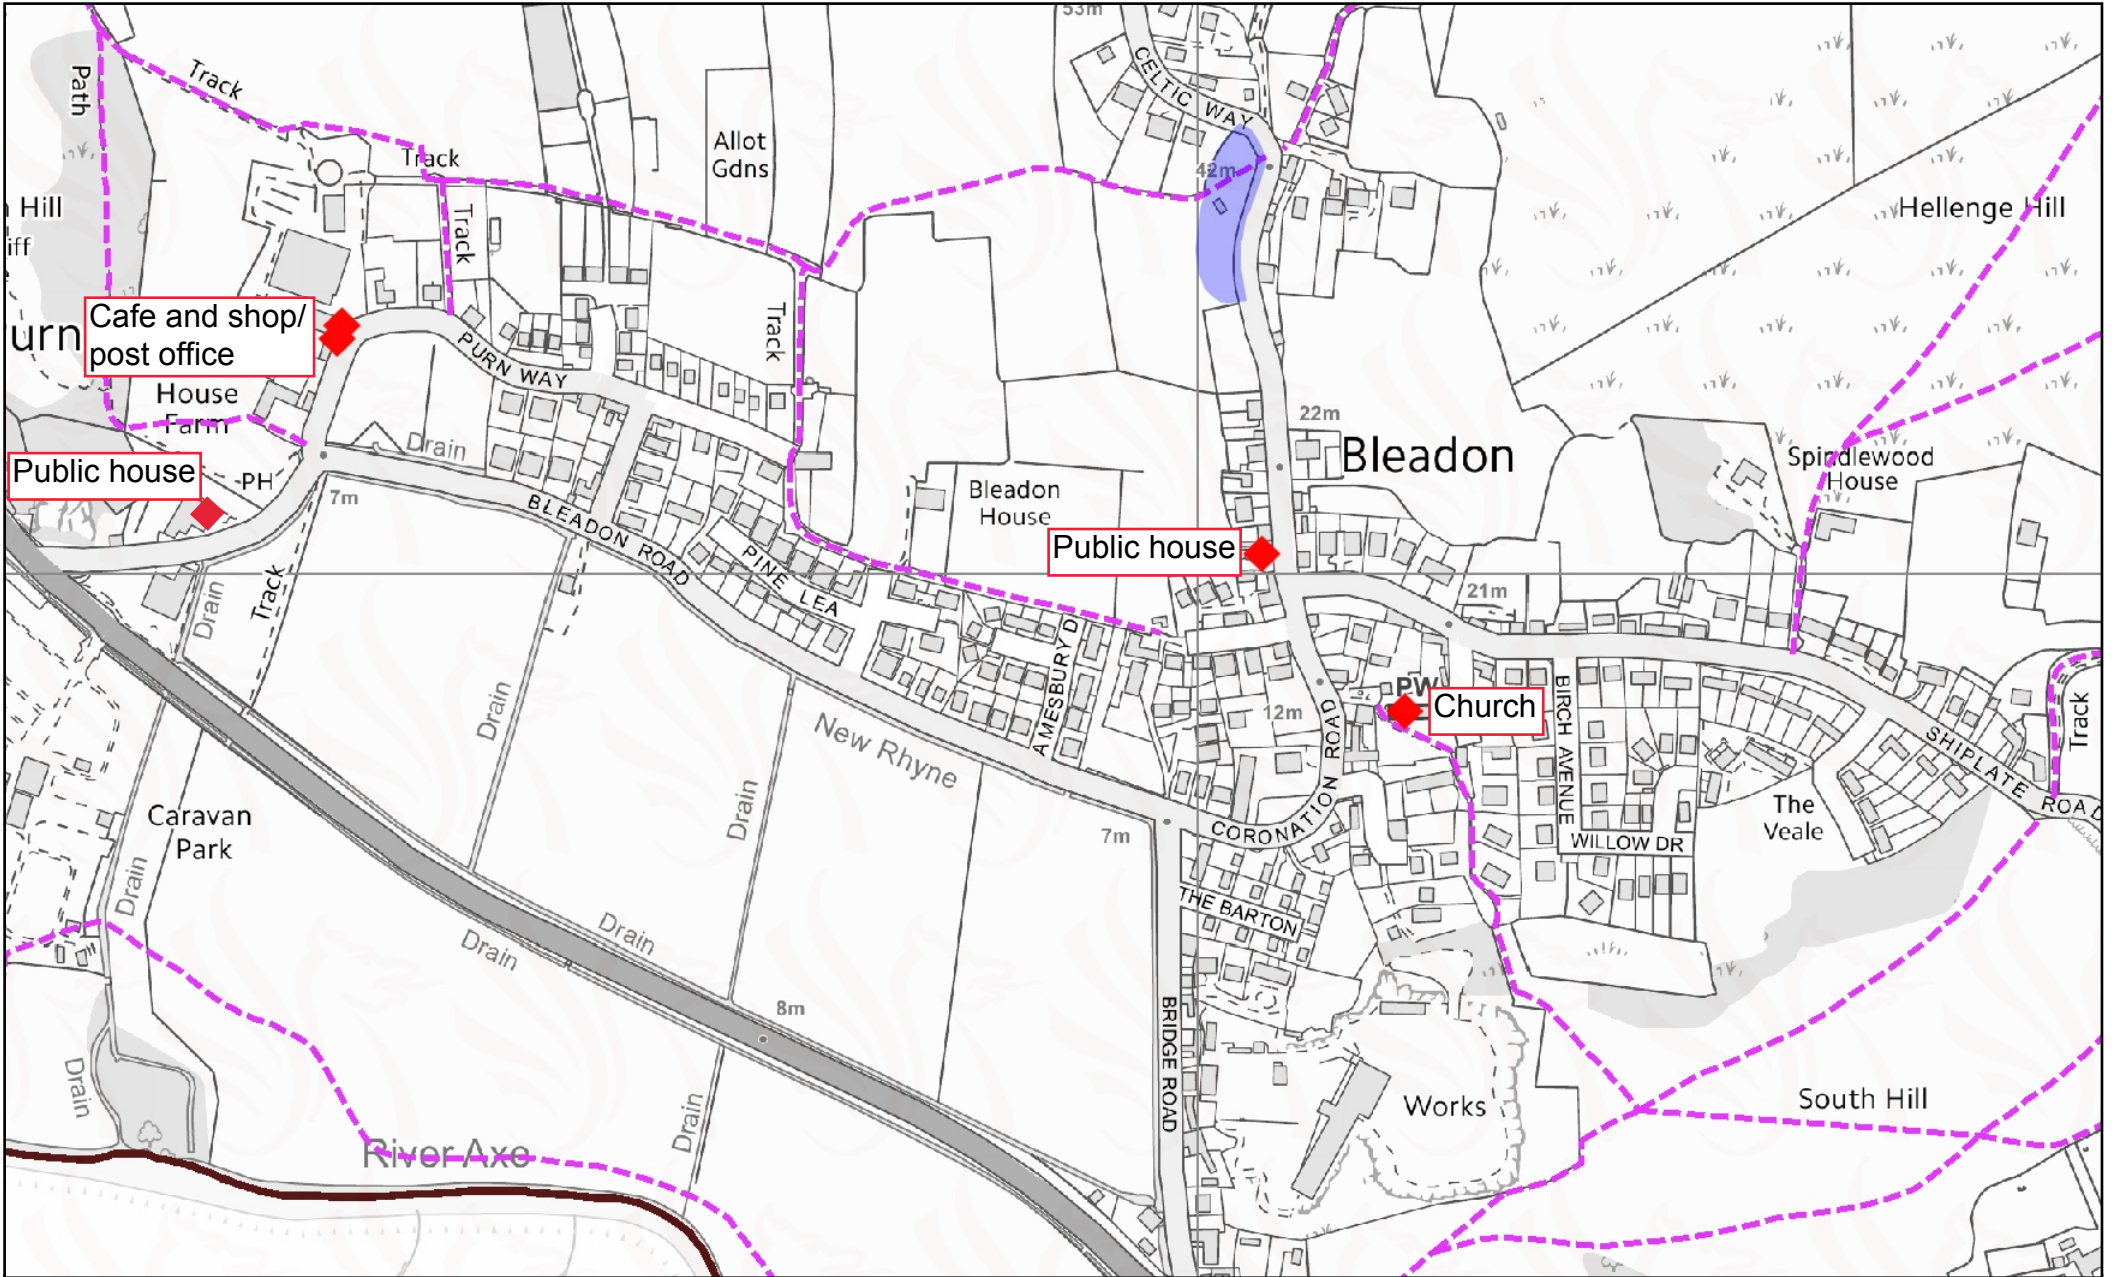 53m
Path
Track
CELTIC WAY
Allot
Gdns
Track
42m
Hill
iff
Track
Hellenge Hill
Cafe and shop/
post office
urn
Track
PURN WAY
House
Farm
22m
Drain
Bleadon
Public house
PH
Spindlewood
House
7m
Bleadon
House
BLEADON ROAD
Public house
PINE LEA
21m
Drain
Track
AMESBURY D
PW
Church
Drain
12m
BIRCH AVENUE
Track
New Rhyne
CORONATION ROAD
SHIPLATE ROAD
Caravan
Park
Drain
7m
The
Veale
WILLOW DR
Drain
THE BARTON
Drain
Drain
8m
BRIDGE ROAD
Drain
Works
South Hill
Drain
River Axe